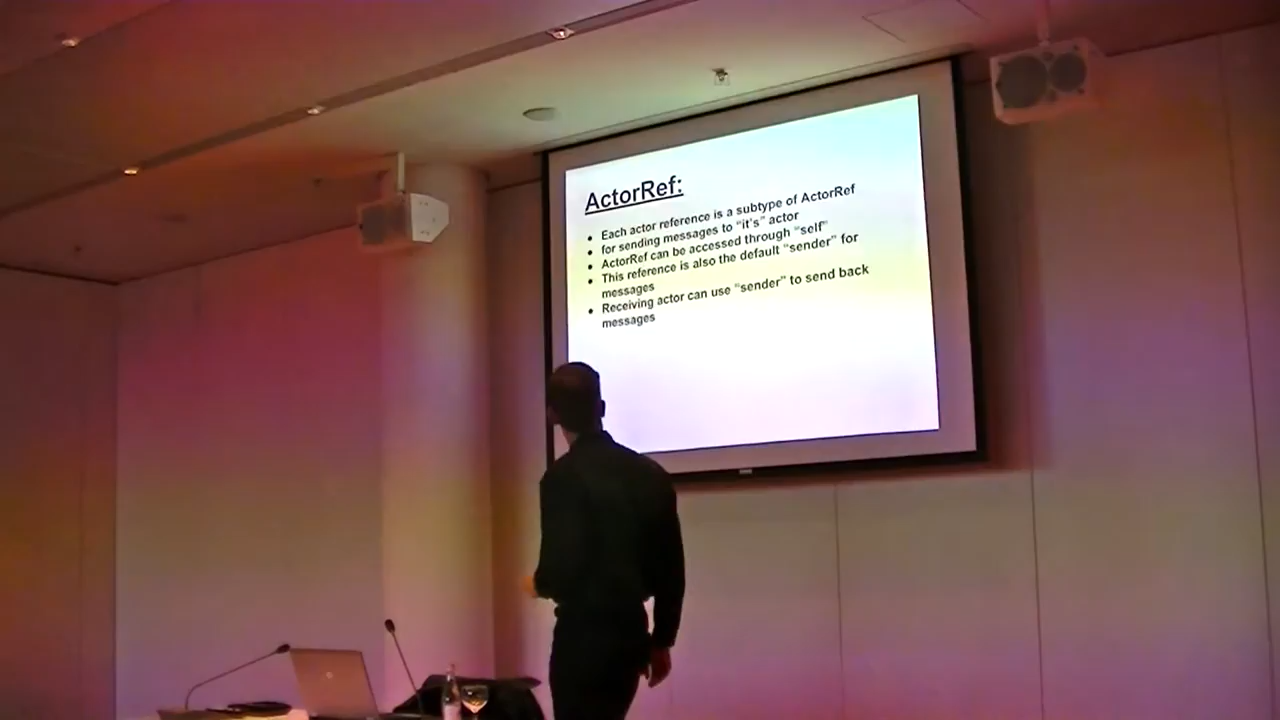 ActorRef:
• Each actor reference is a subtype of ActorRef
• for sending messages to "it's" actor
• ActorRef can be accessed through "self"
• This reference is also the default "sender" for
messages
• Receiving actor can use "sender" to send back
messages